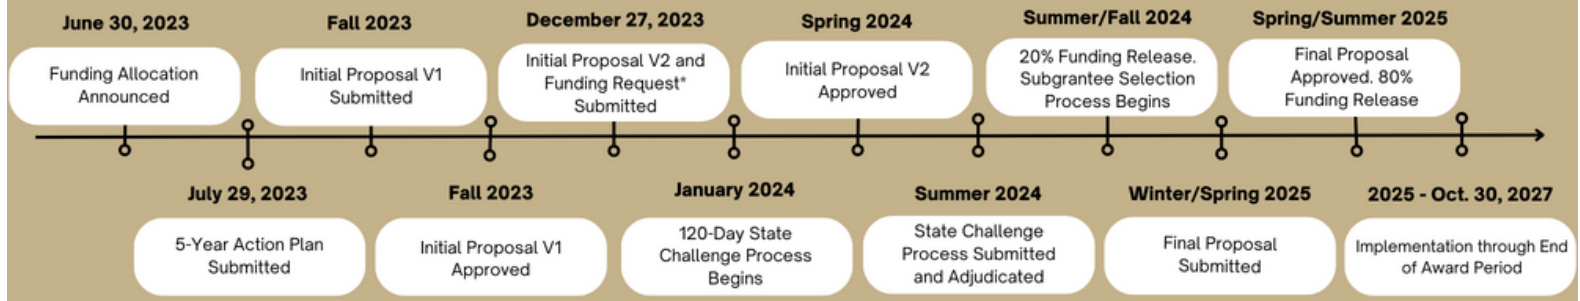 June 30, 2023
Funding Allocation
Announced
July 29, 2023
5-Year Action Plan
Submitted
Fall 2023
Initial Proposal V1
Submitted
Fall 2023
Initial Proposal V1
Approved
December 27, 2023
Initial Proposal V2 and
Funding Request*
Submitted
January 2024
120-Day State
Challenge Process
Begins
Spring 2024
Initial Proposal V2
Approved
Summer 2024
State Challenge
Process Submitted
and Adjudicated
Summer/Fall 2024
20% Funding Release.
Subgrantee Selection
Process Begins
Winter/Spring 2025
Final Proposal
Submitted
Spring/Summer 2025
Final Proposal
Approved. 80%
Funding Release
2025 - Oct. 30, 2027
Implementation through End
of Award Period